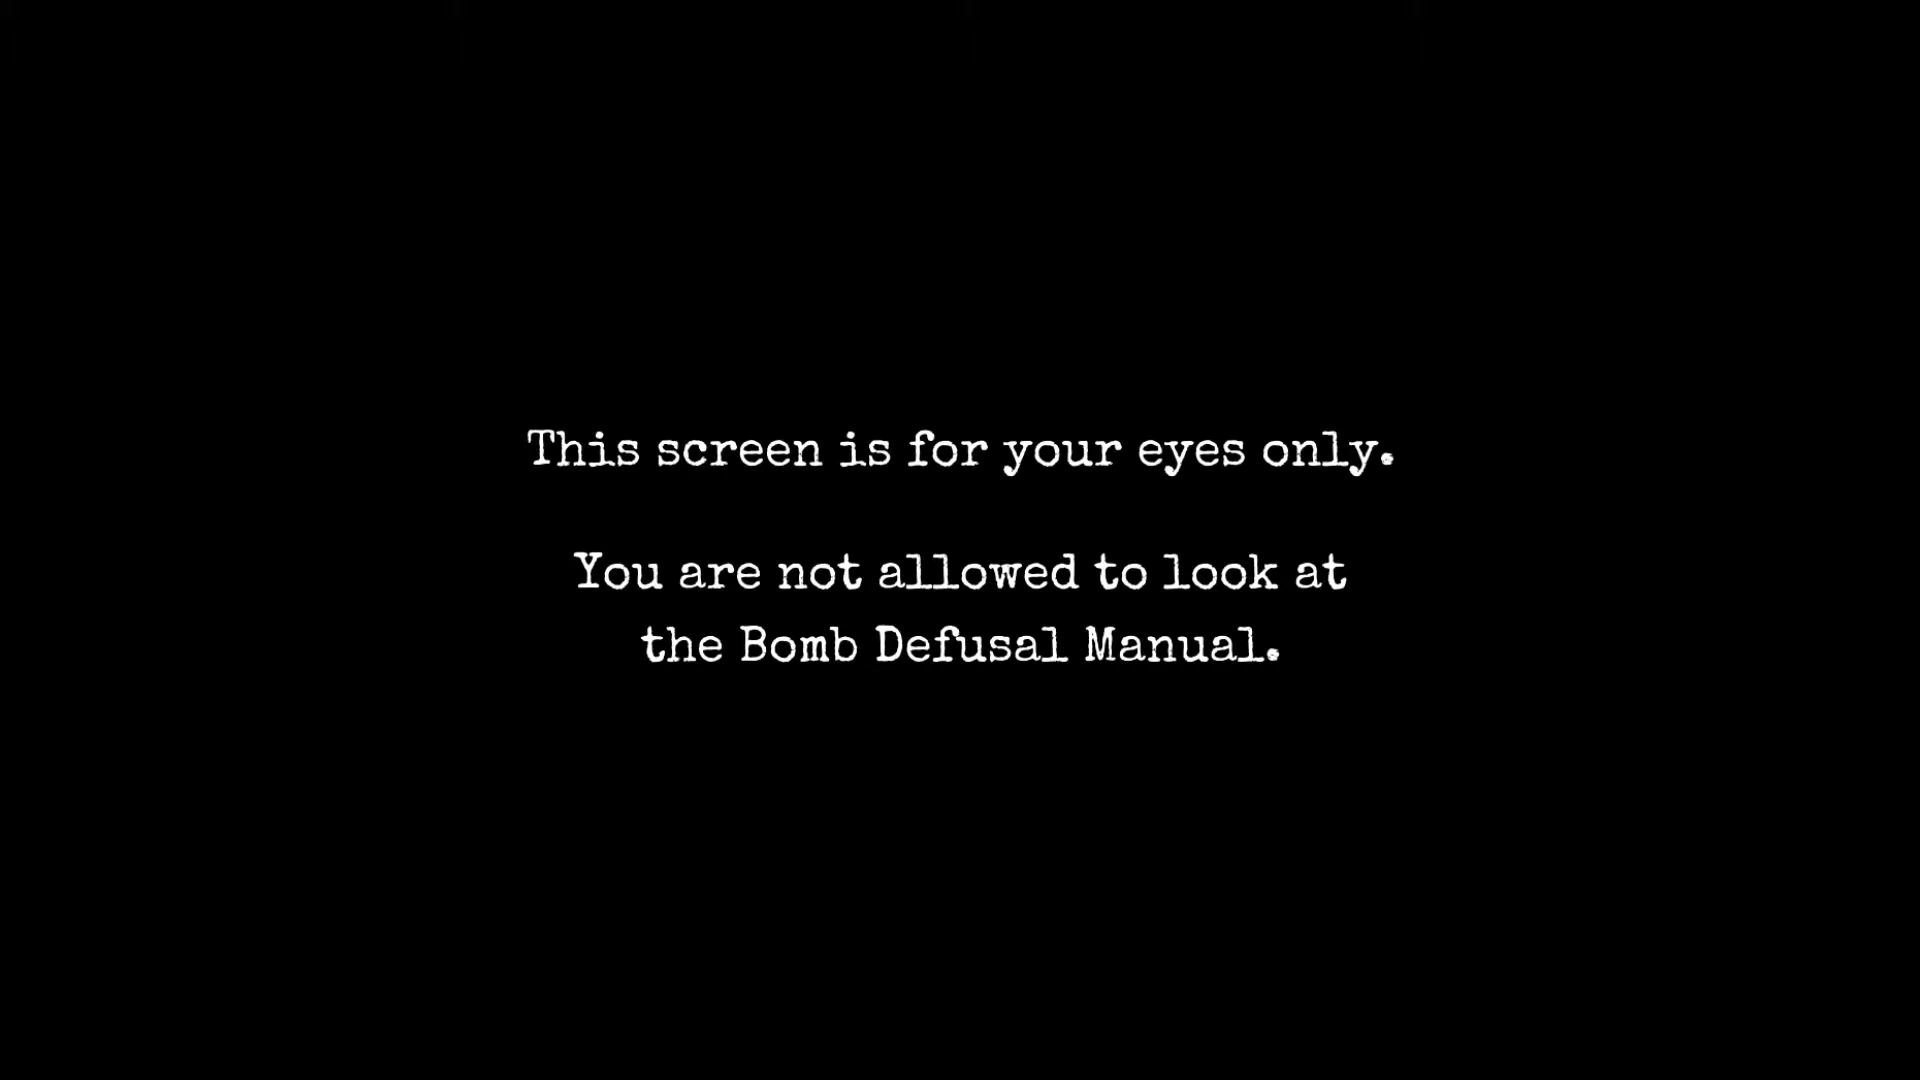 This screen is for your eyes only.
You are not allowed to look at
the Bomb Defusal Manual.